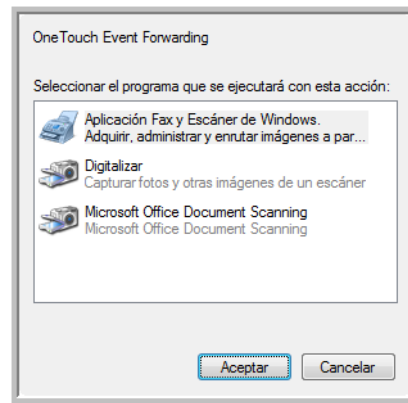 OneTouch Event Forwarding
Seleccionar el programa que se ejecutará con esta acción:
Aplicación Fax y Escáner de Windows.
Adquirir, administrar y enrutar imágenes a par...
Digitalizar
Capturar fotos y otras imágenes de un escáner
Microsoft Office Document Scanning
Microsoft Office Document Scanning
Aceptar
Cancelar